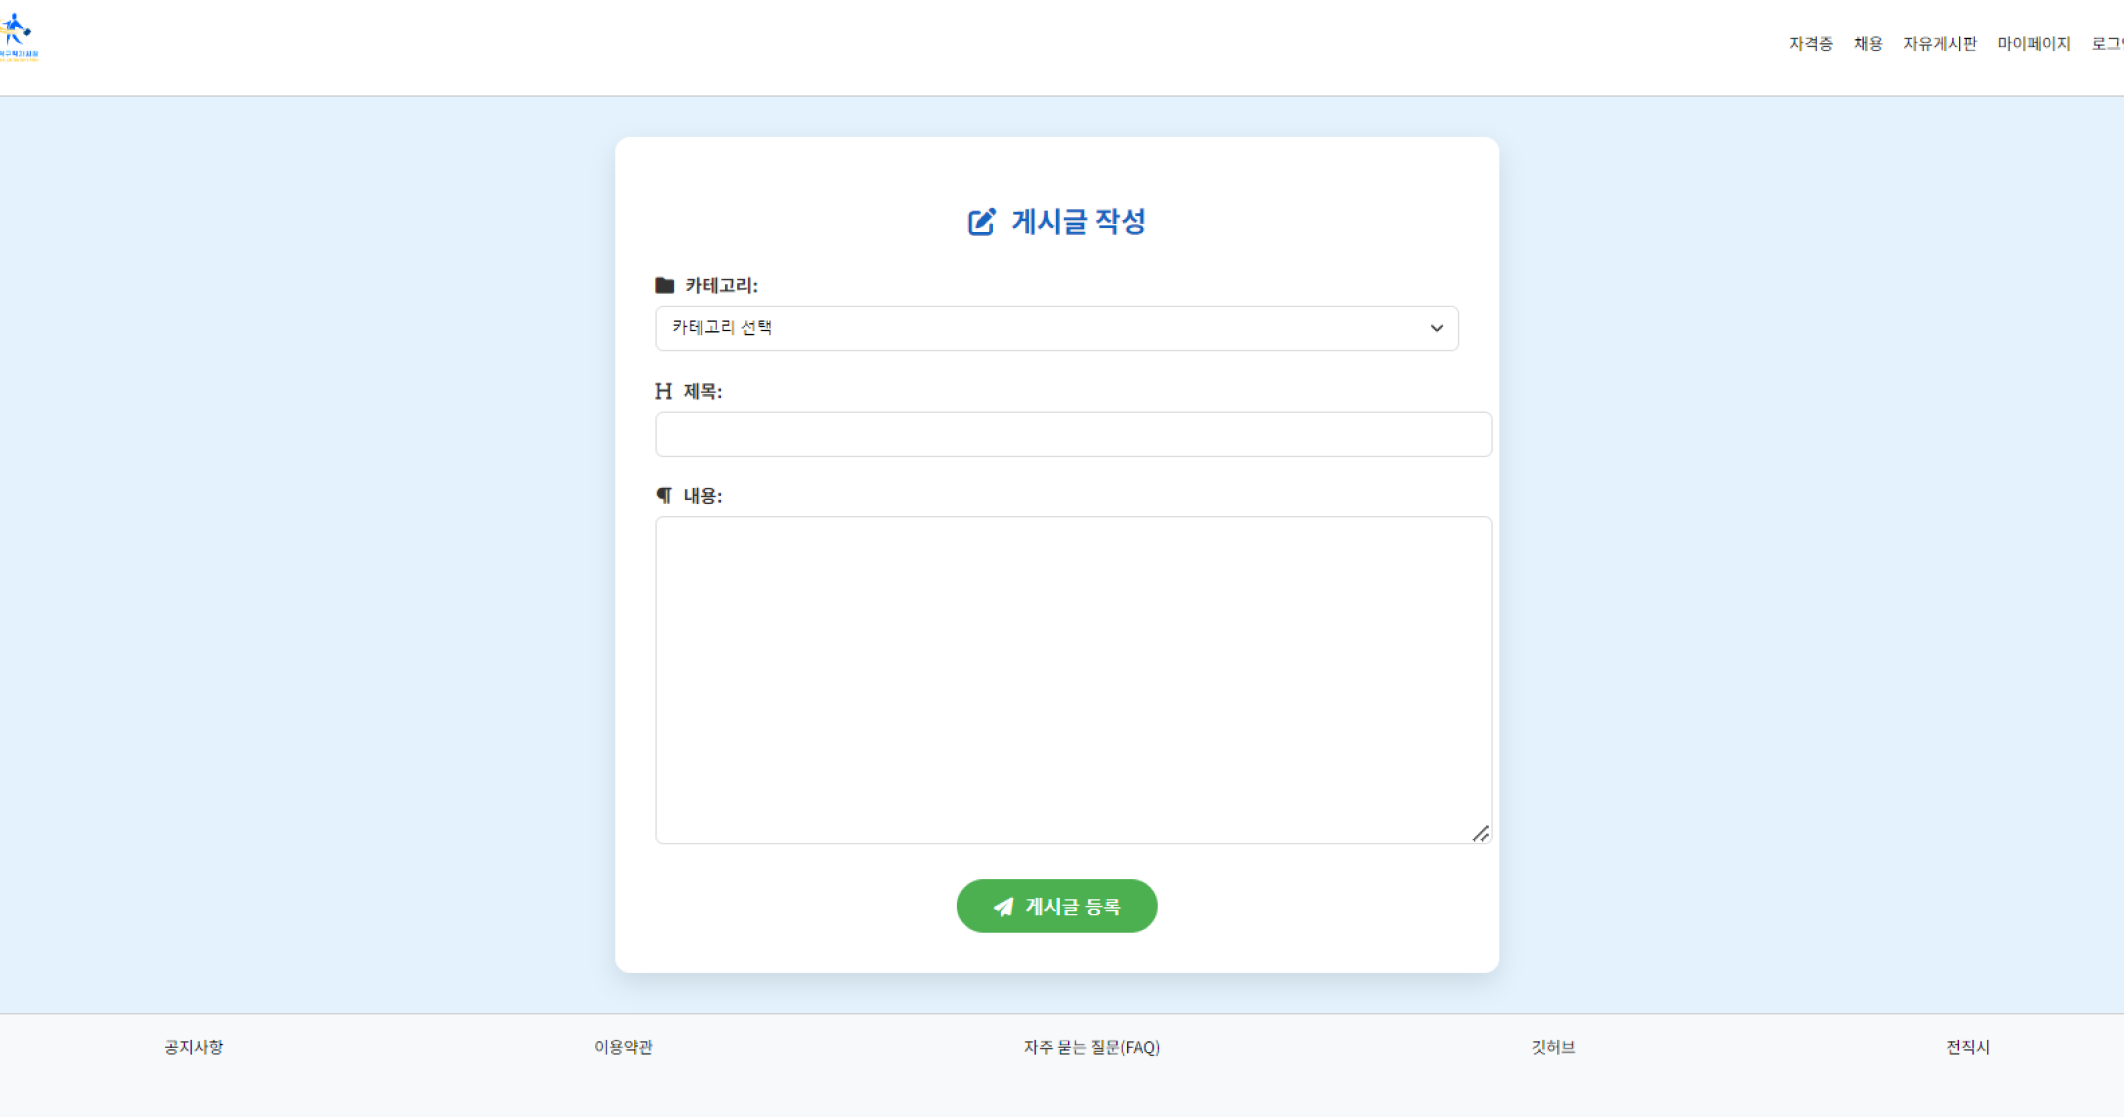 자격증 채용 자유게시판 마이페이지
게시글 작성
카테고리:
카테고리 선택
H 제목:
¶ 내용:
게시글 등록
공지사항 이용약관 자주 묻는 질문(FAQ) 깃허브 전직시